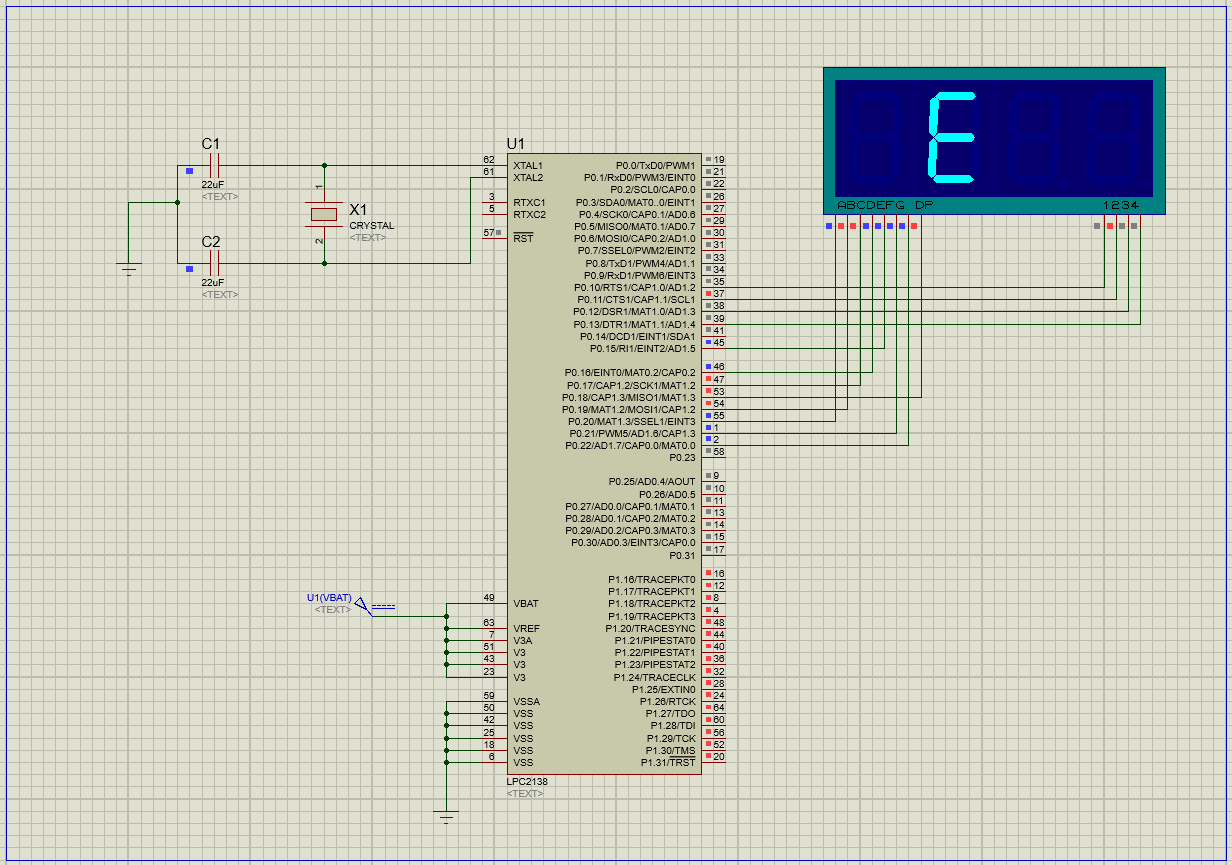 C1
22uF
<TEXT>
C2
22uF
<TEXT>
1
X1
CRYSTAL
<TEXT>
2
U1
62 XTAL1
61 XTAL2
3 RTXC1
5 RTXC2
57 RST
49 VBAT
63 VREF
7 V3A
51 V3
43 V3
23 V3
59 VSSA
50 VSS
42 VSS
25 VSS
18 VSS
6 VSS
P0.0/TxD0/PWM1 19
P0.1/RxD0/PWM3/EINT0 21
P0.2/SCL0/CAP0.0 22
P0.3/SDA0/MAT0..0/EINT1 26
P0.4/SCK0/CAP0.1/AD0.6 27
P0.5/MISO0/MAT0.1/AD0.7 29
P0.6/MOSI0/CAP0.2/AD1.0 30
P0.7/SSEL0/PWM2/EINT2 31
P0.8/TxD1/PWM4/AD1.1 33
P0.9/RxD1/PWM6/EINT3 34
P0.10/RTS1/CAP1.0/AD1.2 35
P0.11/CTS1/CAP1.1/SCL1 37
P0.12/DSR1/MAT1.0/AD1.3 38
P0.13/DTR1/MAT1.1/AD1.4 39
P0.14/DCD1/EINT1/SDA1 41
P0.15/RI1/EINT2/AD1.5 45
P0.16/EINT0/MAT0.2/CAP0.2 46
P0.17/CAP1.2/SCK1/MAT1.2 47
P0.18/CAP1.3/MISO1/MAT1.3 53
P0.19/MAT1.2/MOSI1/CAP1.2 54
P0.20/MAT1.3/SSEL1/EINT3 55
P0.21/PWM5/AD1.6/CAP1.3 1
P0.22/AD1.7/CAP0.0/MAT0.0 2
P0.23 58
P0.25/AD0.4/AOUT 9
P0.26/AD0.5 10
P0.27/AD0.0/CAP0.1/MAT0.1 11
P0.28/AD0.1/CAP0.2/MAT0.2 13
P0.29/AD0.2/CAP0.3/MAT0.3 14
P0.30/AD0.3/EINT3/CAP0.0 15
P0.31 17
P1.16/TRACEPKT0 16
P1.17/TRACEPKT1 12
P1.18/TRACEPKT2 8
P1.19/TRACEPKT3 4
P1.20/TRACESYNC 48
P1.21/PIPESTAT0 44
P1.22/PIPESTAT1 40
P1.23/PIPESTAT2 36
P1.24/TRACECLK 32
P1.25/EXTIN0 28
P1.26/RTCK 24
P1.27/TDO 64
P1.28/TDI 60
P1.29/TCK 56
P1.30/TMS 52
P1.31/TRST 20
LPC2138
<TEXT>
U1(VBAT)
<TEXT>
E
ABCDEFG DP 1234